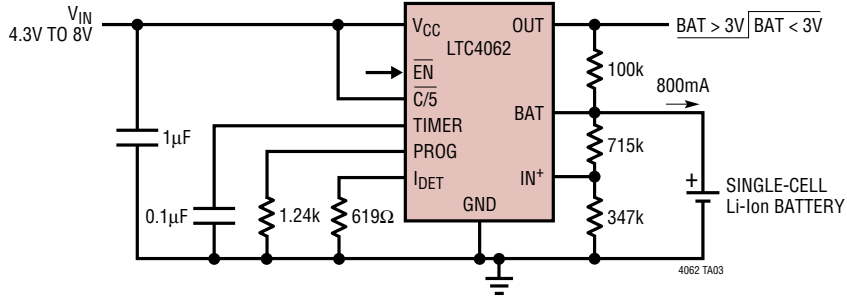 VIN
4.3V TO 8V
VCC
OUT
BAT > 3V BAT < 3V
LTC4062
EN
100k
800mA
C/5
BAT
TIMER
1µF
715k
PROG
IDET
IN+
+
SINGLE-CELL
Li-Ion BATTERY
0.1µF
1.24k
619Ω
GND
347k
4062 TA03